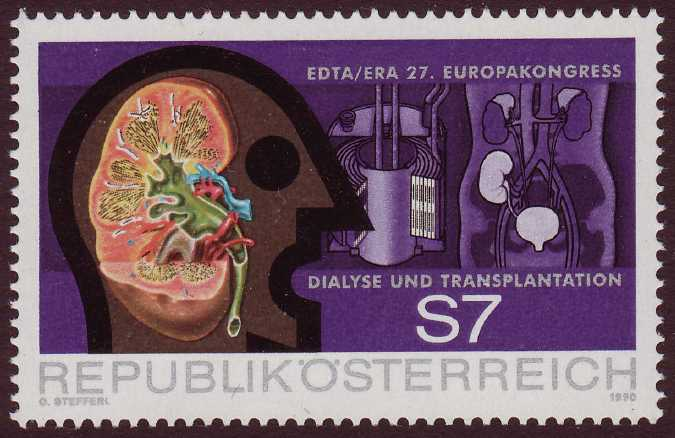 EDTA/ERA 27. EUROPAKONGRESS
DIALYSE UND TRANSPLANTATION
S7
REPUBLIK ÖSTERREICH
O. STEFFERL 1990